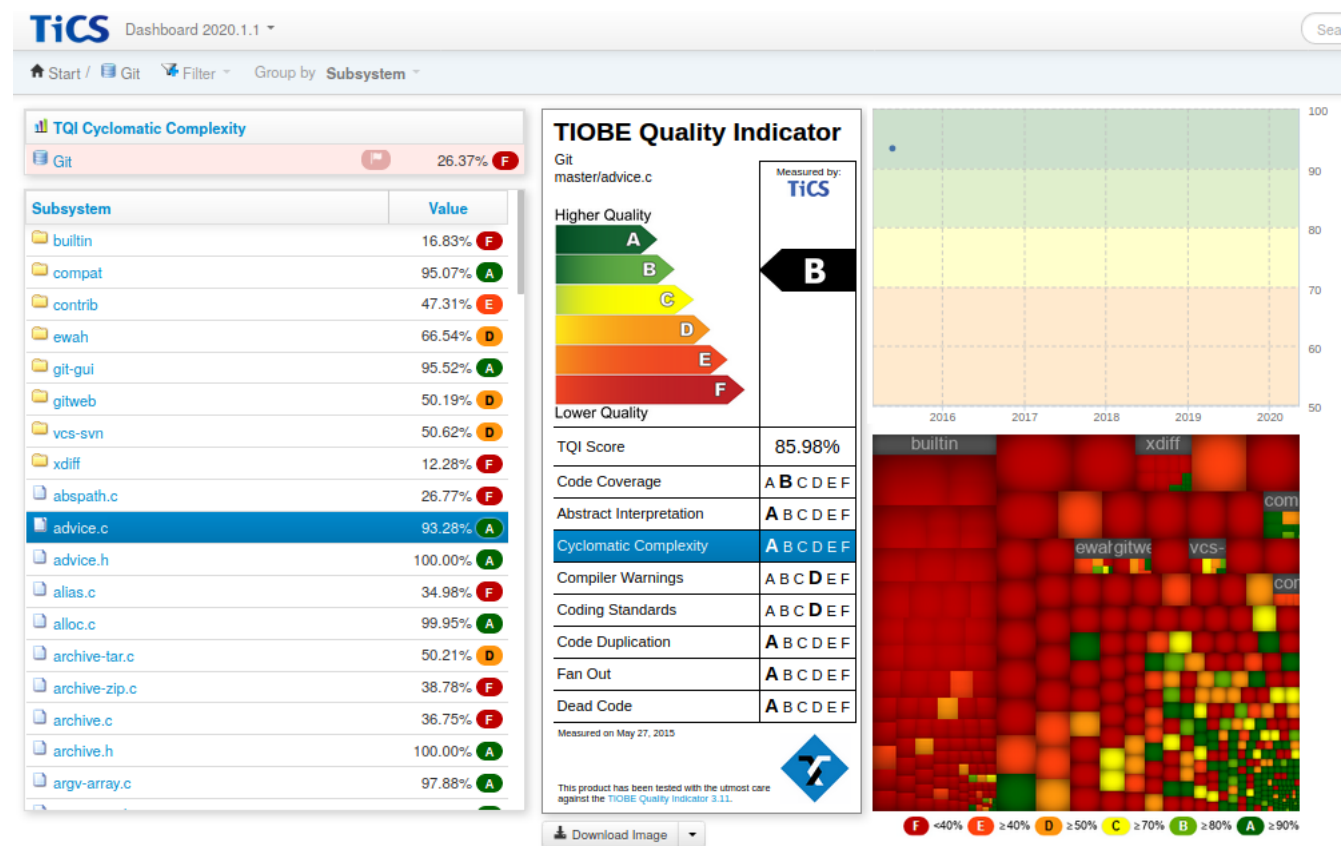 TiCS Dashboard 2020.1.1
Sea
Start / Git Filter Group by Subsystem
TQI Cyclomatic Complexity
Git 26.37% F
Subsystem Value
builtin 16.83% F
compat 95.07% A
contrib 47.31% E
ewah 66.54% D
git-gui 95.52% A
gitweb 50.19% D
vcs-svn 50.62% D
xdiff 12.28% F
abspath.c 26.77% F
advice.c 93.28% A
advice.h 100.00% A
alias.c 34.98% F
alloc.c 99.95% A
archive-tar.c 50.21% D
archive-zip.c 38.78% F
archive.c 36.75% F
archive.h 100.00% A
argv-array.c 97.88% A
TIOBE Quality Indicator
Git
master/advice.c
Measured by:
TiCS
Higher Quality
A
B
C
D
E
F
Lower Quality
B
TQI Score 85.98%
Code Coverage A B C D E F
Abstract Interpretation A B C D E F
Cyclomatic Complexity A B C D E F
Compiler Warnings A B C D E F
Coding Standards A B C D E F
Code Duplication A B C D E F
Fan Out A B C D E F
Dead Code A B C D E F
Measured on May 27, 2015
This product has been tested with the utmost care
against the TIOBE Quality Indicator 3.11.
Download Image
100
90
80
70
60
50
2016 2017 2018 2019 2020
builtin xdiff
com
ewah gitwe vcs-
cor
F <40% E ≥40% D ≥50% C ≥70% B ≥80% A ≥90%